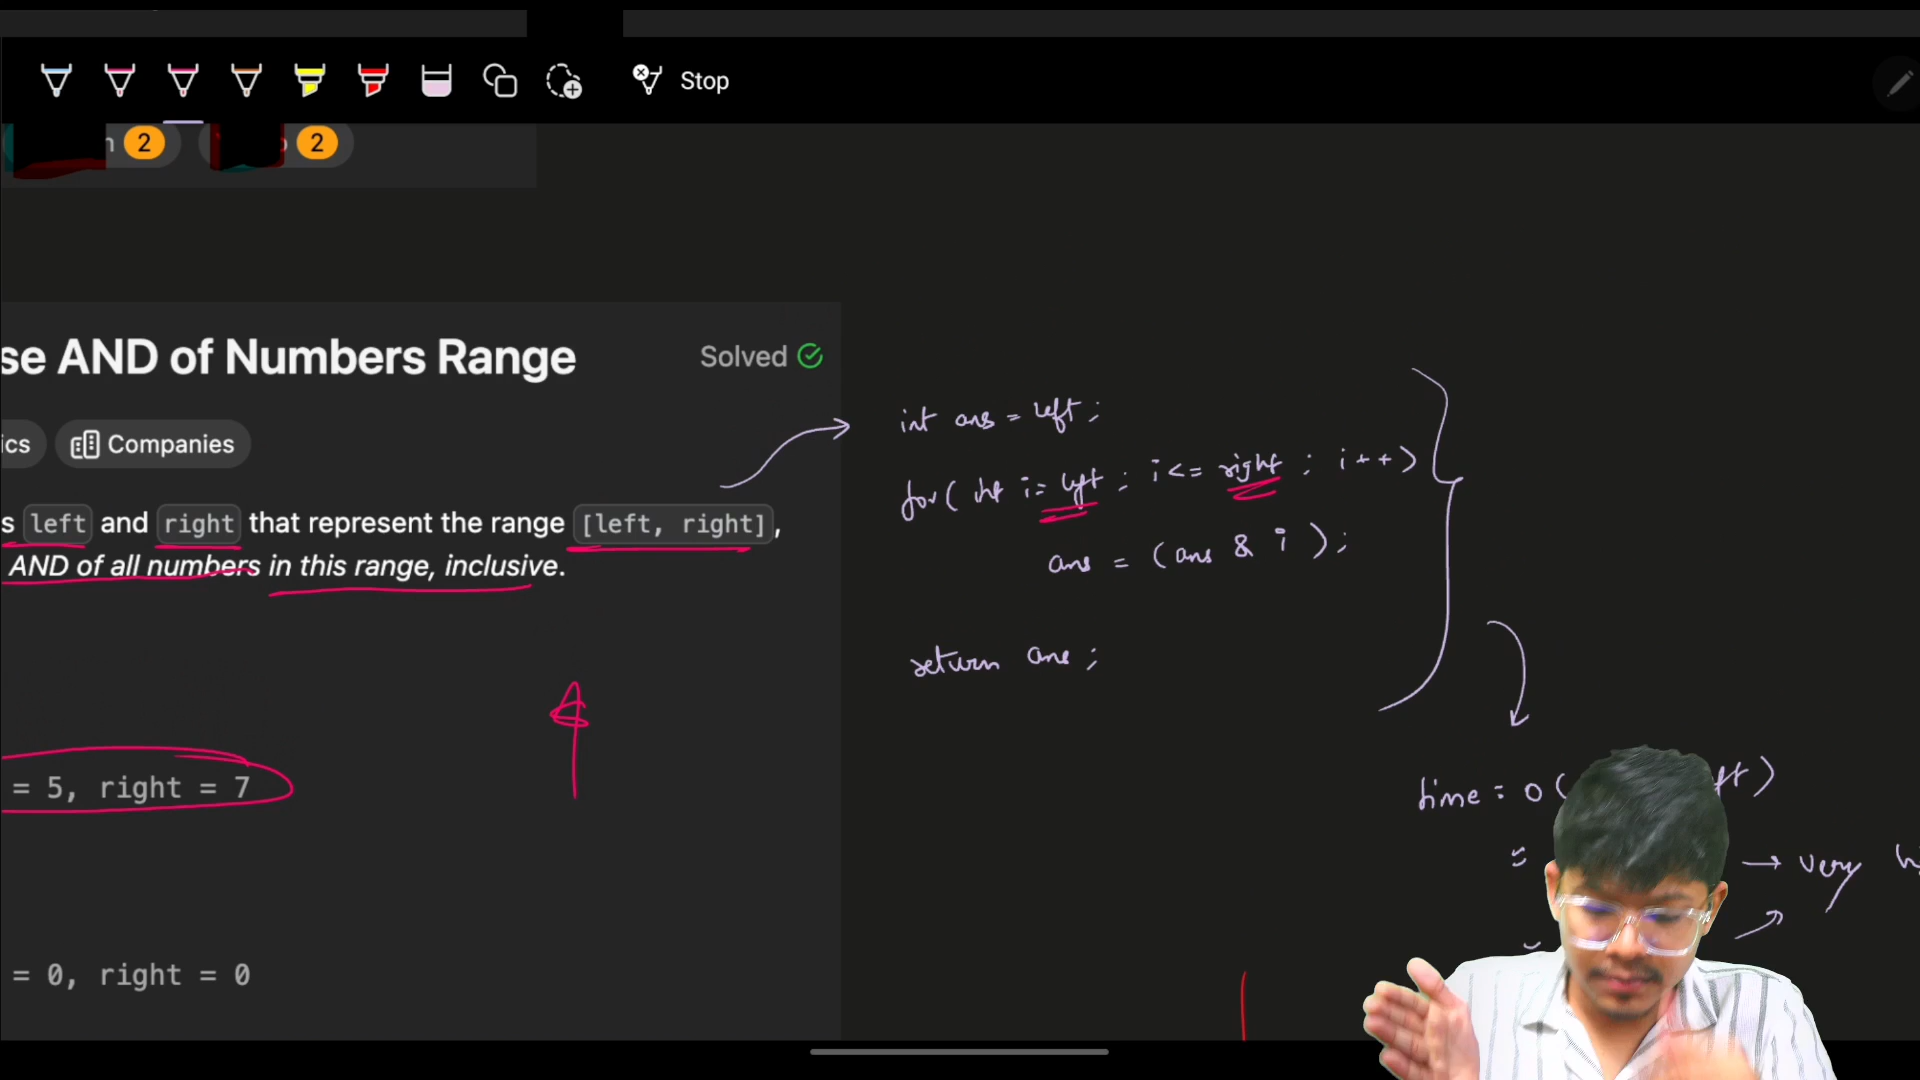 Stop
2
2
se AND of Numbers Range
Solved
ics
Companies
s left and right that represent the range [left, right],
AND of all numbers in this range, inclusive.
= 5, right = 7
= 0, right = 0
int ans = left ;
for( int i= left ; i <= right ; i++ )
ans = (ans & i ) ;
return ans ;
time = O(
ft )
=
→ very